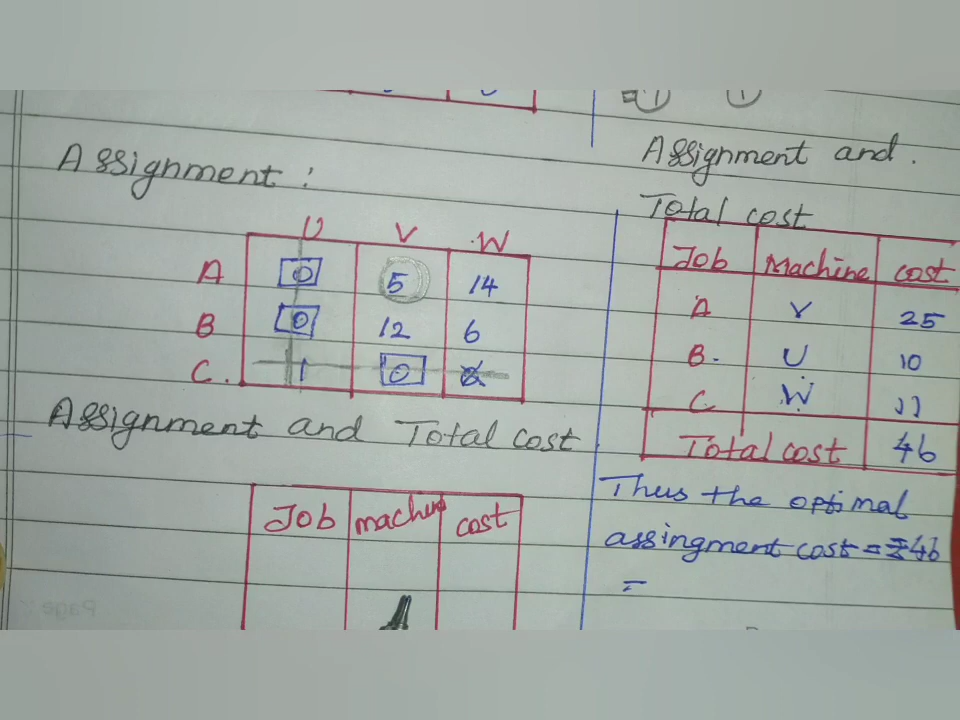 Assignment and.
Assignment :
Total cost
U V W
A 0 5 14
B 0 12 6
C. 1 0
Job Machine cost
A V 25
B. U 10
C W 11
Total cost 46
Assignment and Total cost
Job machine cost
Thus the optimal
assingment cost = ₹46
=